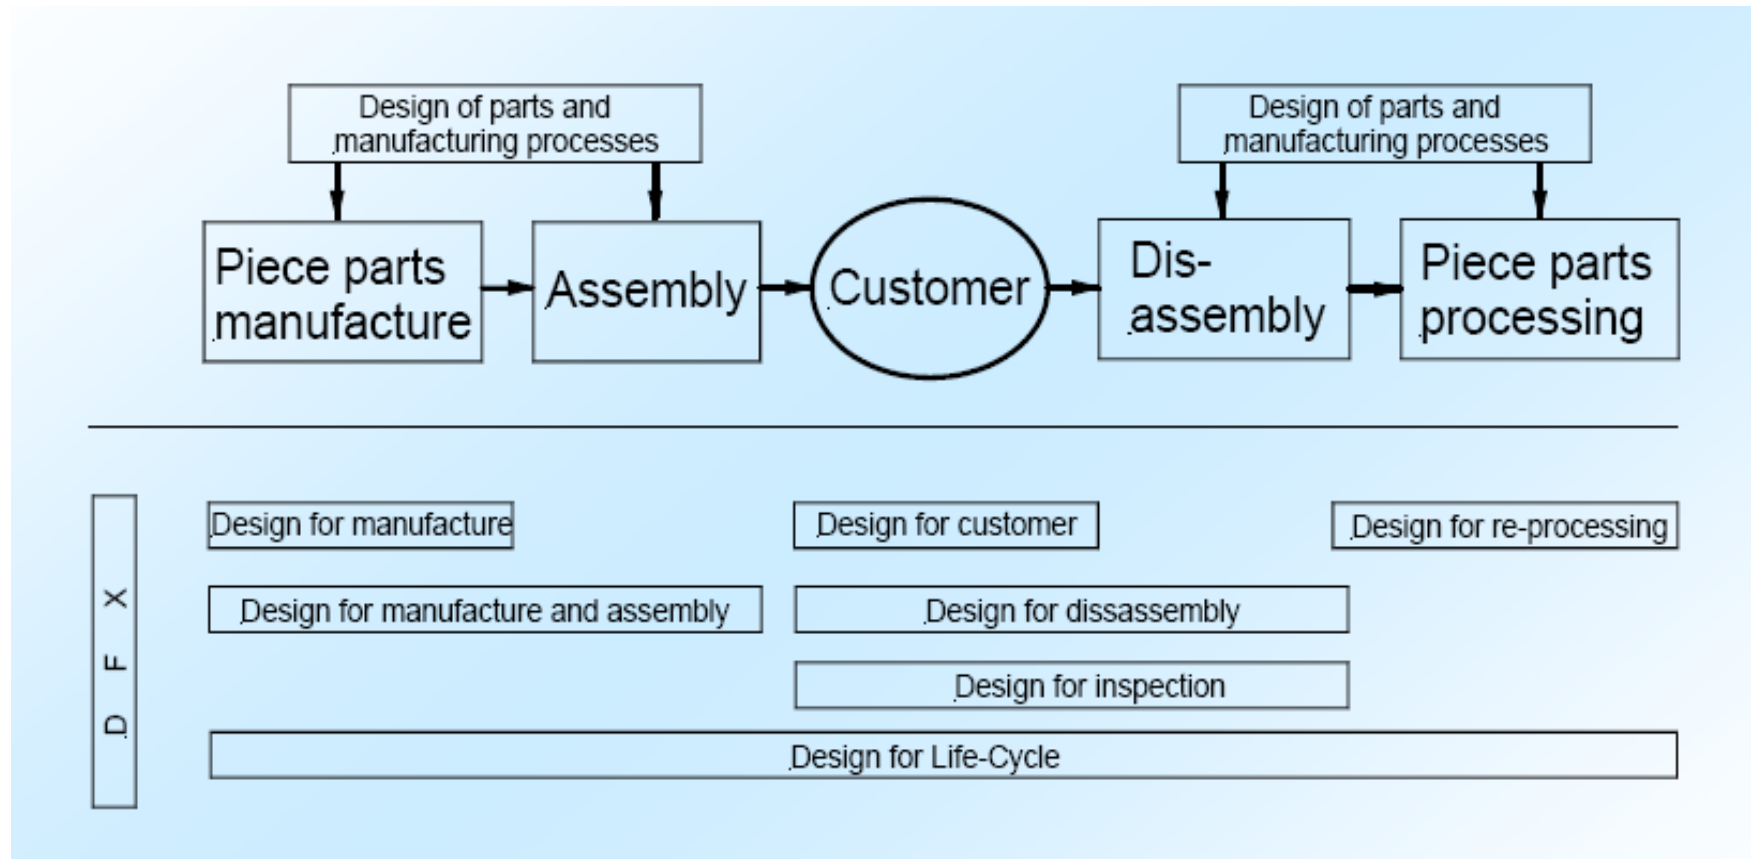 Design of parts and
manufacturing processes
Design of parts and
manufacturing processes
Piece parts
manufacture
Assembly
Customer
Dis-
assembly
Piece parts
processing
D F X
Design for manufacture
Design for customer
Design for re-processing
Design for manufacture and assembly
Design for dissassembly
Design for inspection
Design for Life-Cycle